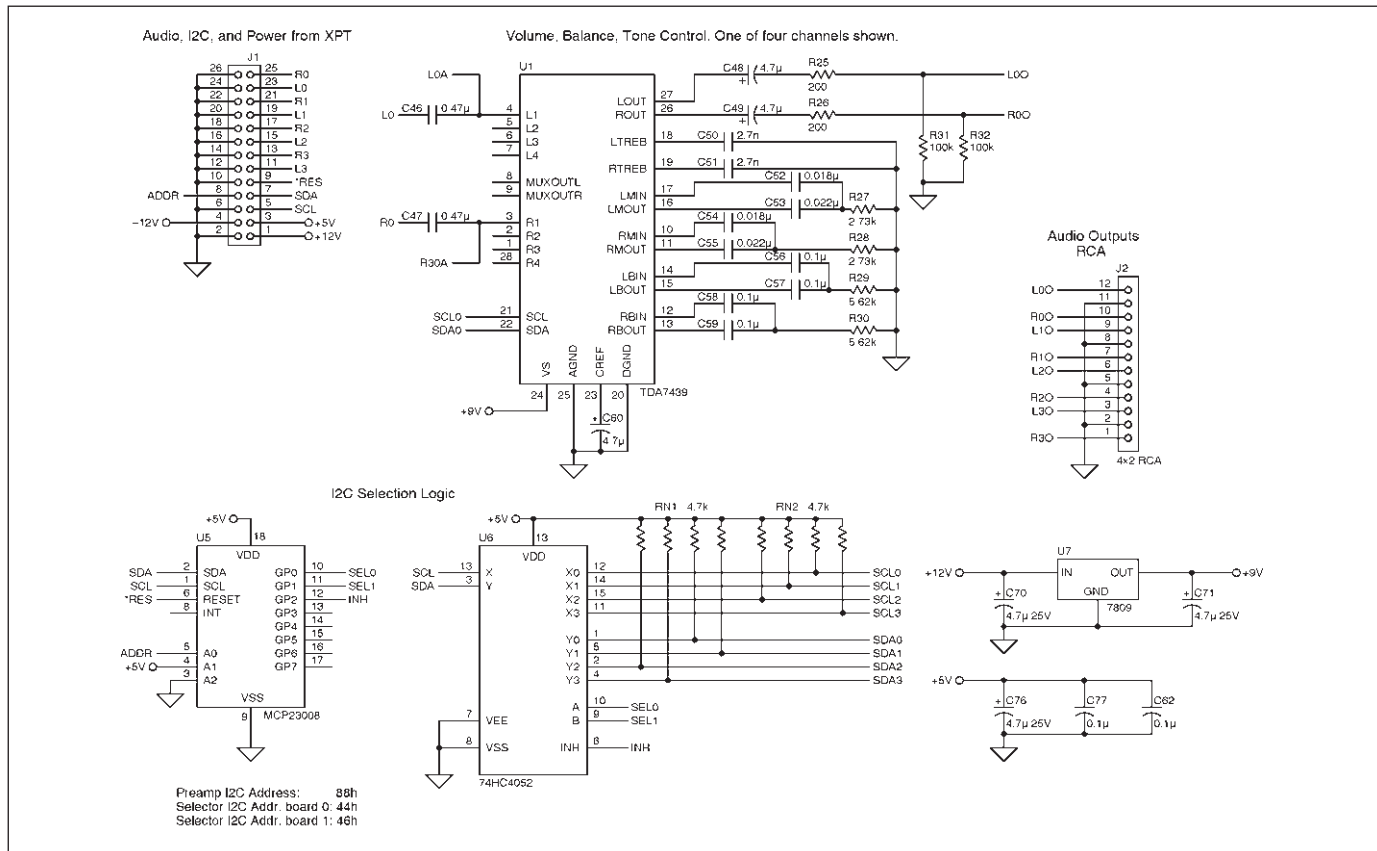 Audio, I2C, and Power from XPT
Volume, Balance, Tone Control. One of four channels shown.
J1
26 25 R0
24 23 L0
22 21 R1
20 19 L1
18 17 R2
16 15 L2
14 13 R3
12 11 L3
10 9 *RES
ADDR 8 7 SDA
6 5 SCL
−12V 4 3 +5V
2 1 +12V
L0A
L0 C46 0.47µ
R0 C47 0.47µ
R30A
SCL0
SDA0
U1
4 L1
5 L2
6 L3
7 L4
8 MUXOUTL
9 MUXOUTR
3 R1
2 R2
1 R3
28 R4
21 SCL
22 SDA
LOUT 27
ROUT 26
LTREB 18
RTREB 19
LMIN 17
LMOUT 16
RMIN 10
RMOUT 11
LBIN 14
LBOUT 15
RBIN 12
RBOUT 13
VS AGND CREF DGND
24 25 23 20
TDA7439
+9V
C60
4.7µ
C48 4.7µ R25 200 L0O
C49 4.7µ R26 200 R0O
R31 100k
R32 100k
C50 2.7n
C51 2.7n
C52 0.018µ
C53 0.022µ R27 2 73k
C54 0.018µ
C55 0.022µ R28 2 73k
C56 0.1µ
C57 0.1µ R29 5 62k
C58 0.1µ
C59 0.1µ R30 5 62k
Audio Outputs
RCA
J2
L0O 12
11
R0O 10
L1O 9
8
R1O 7
L2O 6
5
R2O 4
L3O 3
2
R3O 1
4×2 RCA
I2C Selection Logic
+5V 18
U5
VDD
SDA 2 SDA GP0 10 SEL0
SCL 1 SCL GP1 11 SEL1
*RES 6 RESET GP2 12 INH
8 INT GP3 13
GP4 14
GP5 15
ADDR 5 A0 GP6 16
+5V 4 A1 GP7 17
3 A2
VSS
9 MCP23008
+5V 13
U6
VDD
SCL 13 X
SDA 3 Y
X0 12 SCL0
X1 14 SCL1
X2 15 SCL2
X3 11 SCL3
Y0 1 SDA0
Y1 5 SDA1
Y2 2 SDA2
Y3 4 SDA3
A 10 SEL0
B 9 SEL1
7 VEE
8 VSS INH 6 INH
74HC4052
RN1 4.7k RN2 4.7k
U7
+12V IN OUT +9V
GND
7809
C70
4.7µ 25V
C71
4.7µ 25V
+5V
C76
4.7µ 25V
C77
0.1µ
C62
0.1µ
Preamp I2C Address: 88h
Selector I2C Addr. board 0: 44h
Selector I2C Addr. board 1: 46h